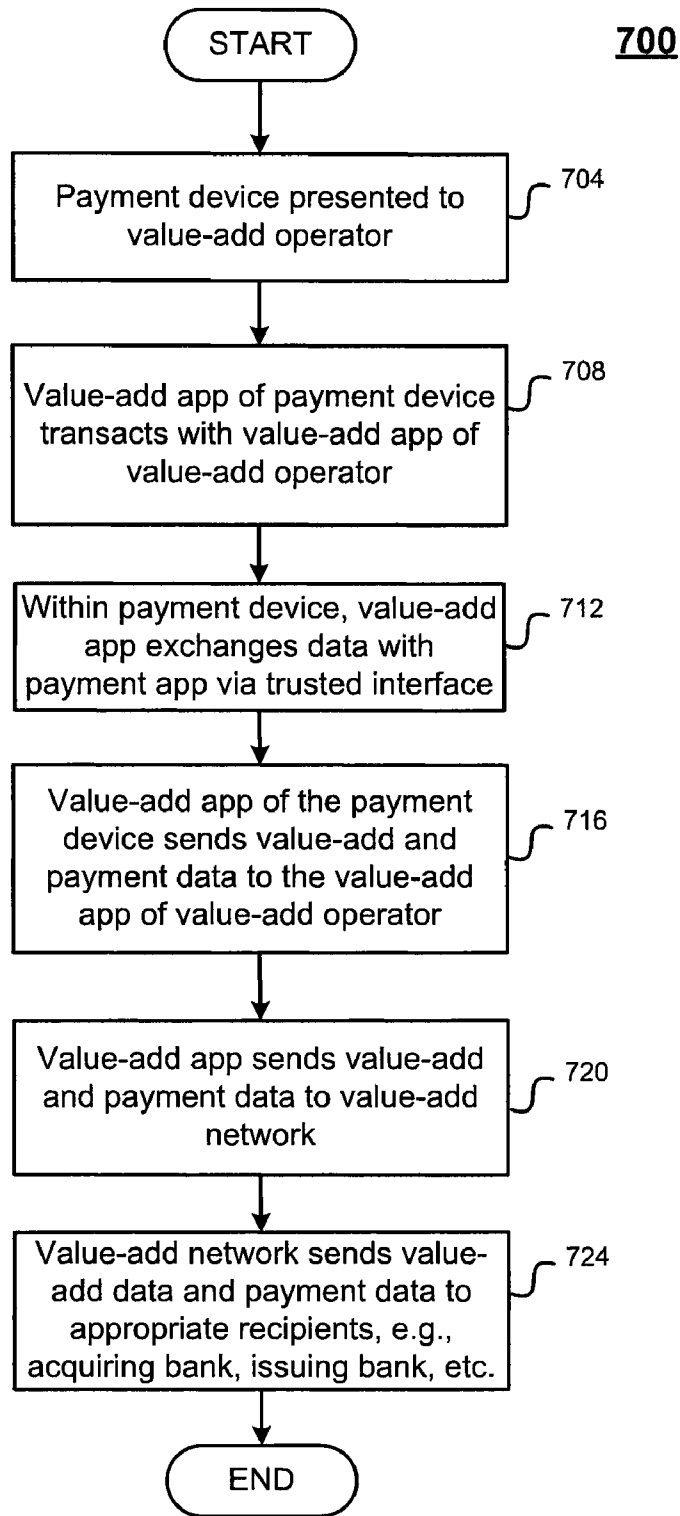 START
700
Payment device presented to
value-add operator
704
Value-add app of payment device
transacts with value-add app of
value-add operator
708
Within payment device, value-add
app exchanges data with
payment app via trusted interface
712
Value-add app of the payment
device sends value-add and
payment data to the value-add
app of value-add operator
716
Value-add app sends value-add
and payment data to value-add
network
720
Value-add network sends value-
add data and payment data to
appropriate recipients, e.g.,
acquiring bank, issuing bank, etc.
724
END